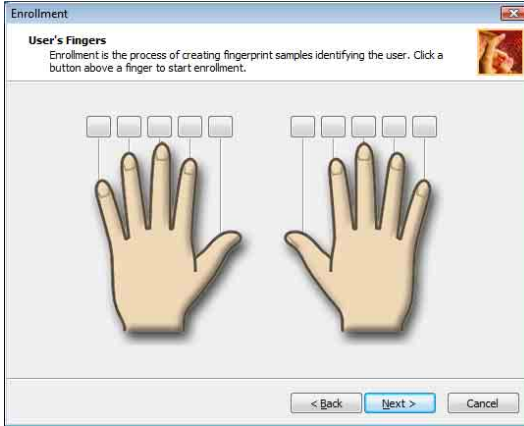 Enrollment
User's Fingers
Enrollment is the process of creating fingerprint samples identifying the user. Click a
button above a finger to start enrollment.
< Back
Next >
Cancel